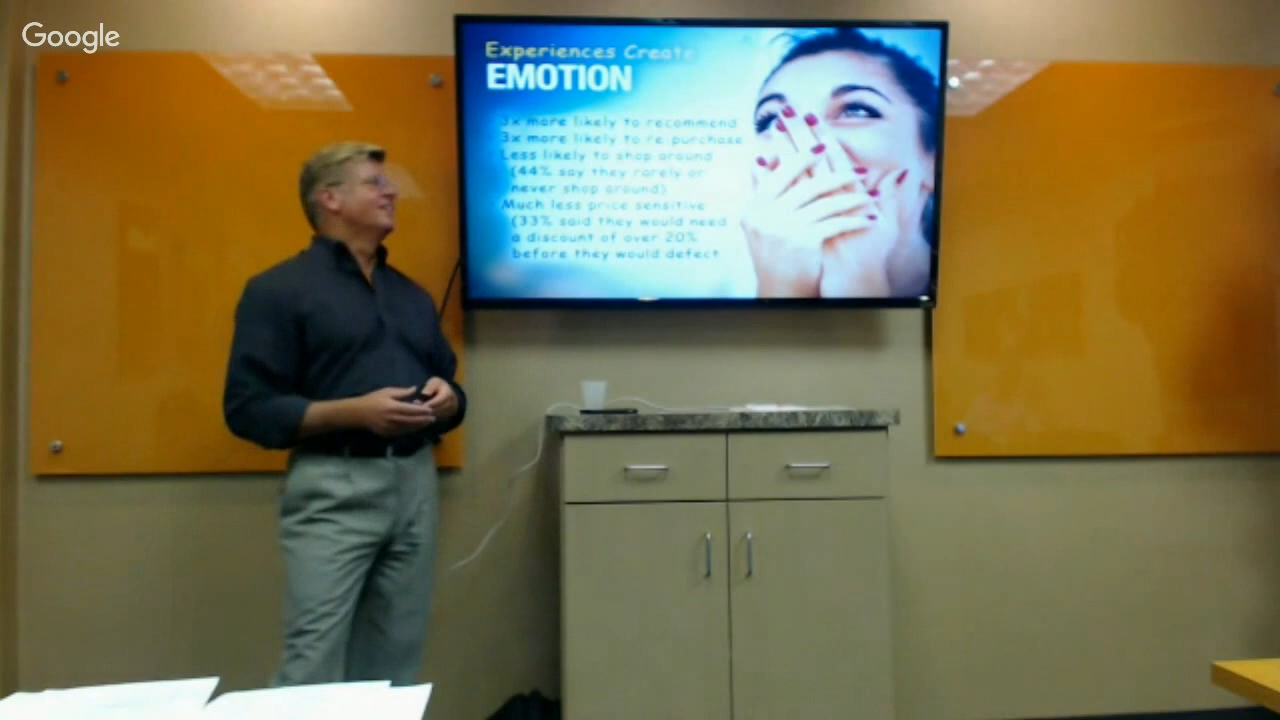 Google
Experiences Create
EMOTION
3x more likely to recommend
3x more likely to re:purchase
Less likely to shop around
(44% say they rarely or
never shop around)
Much less price sensitive
(33% said they would need
a discount of over 20%
before they would defect